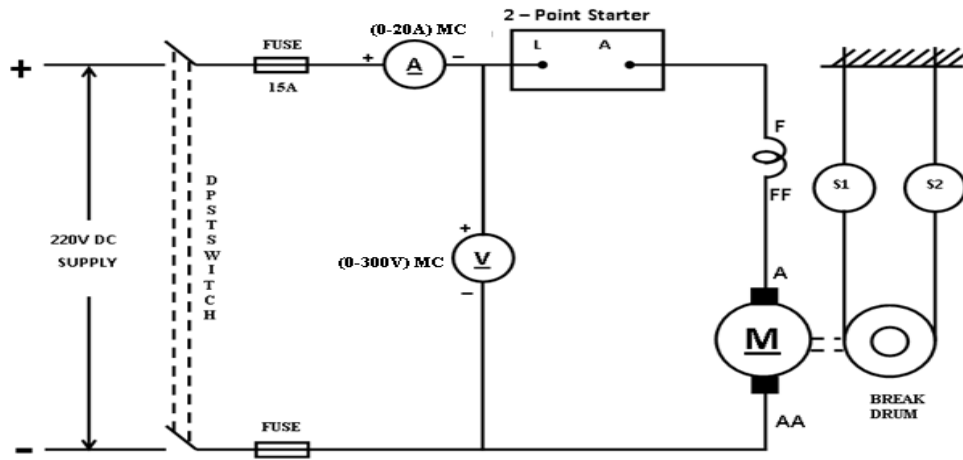 2 – Point Starter
(0-20A) MC
FUSE
+ A –
L A
+
15A
F
FF
S1 S2
DPSTSWITCH
220V DC
SUPPLY
+
(0-300V) MC
V
–
A
M
AA
BREAK
DRUM
FUSE
–